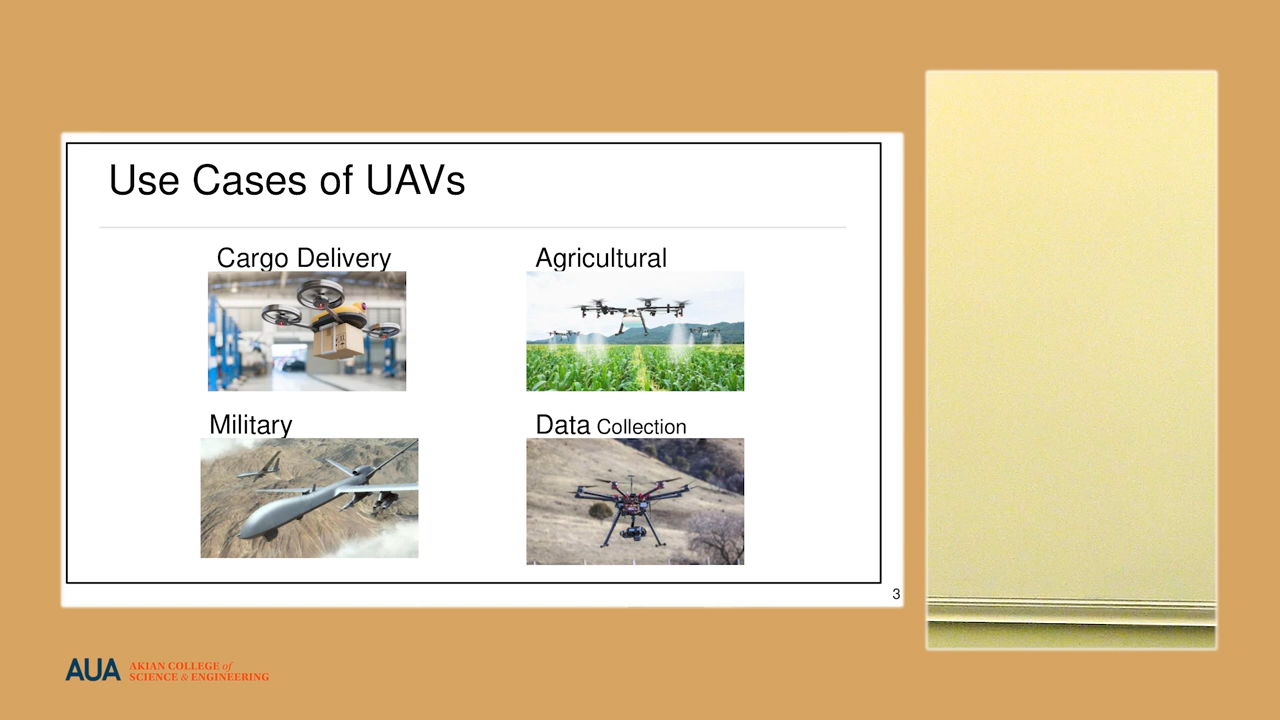 Use Cases of UAVs
Cargo Delivery
Agricultural
Military
Data Collection
3
AUA
AKIAN COLLEGE of
SCIENCE & ENGINEERING